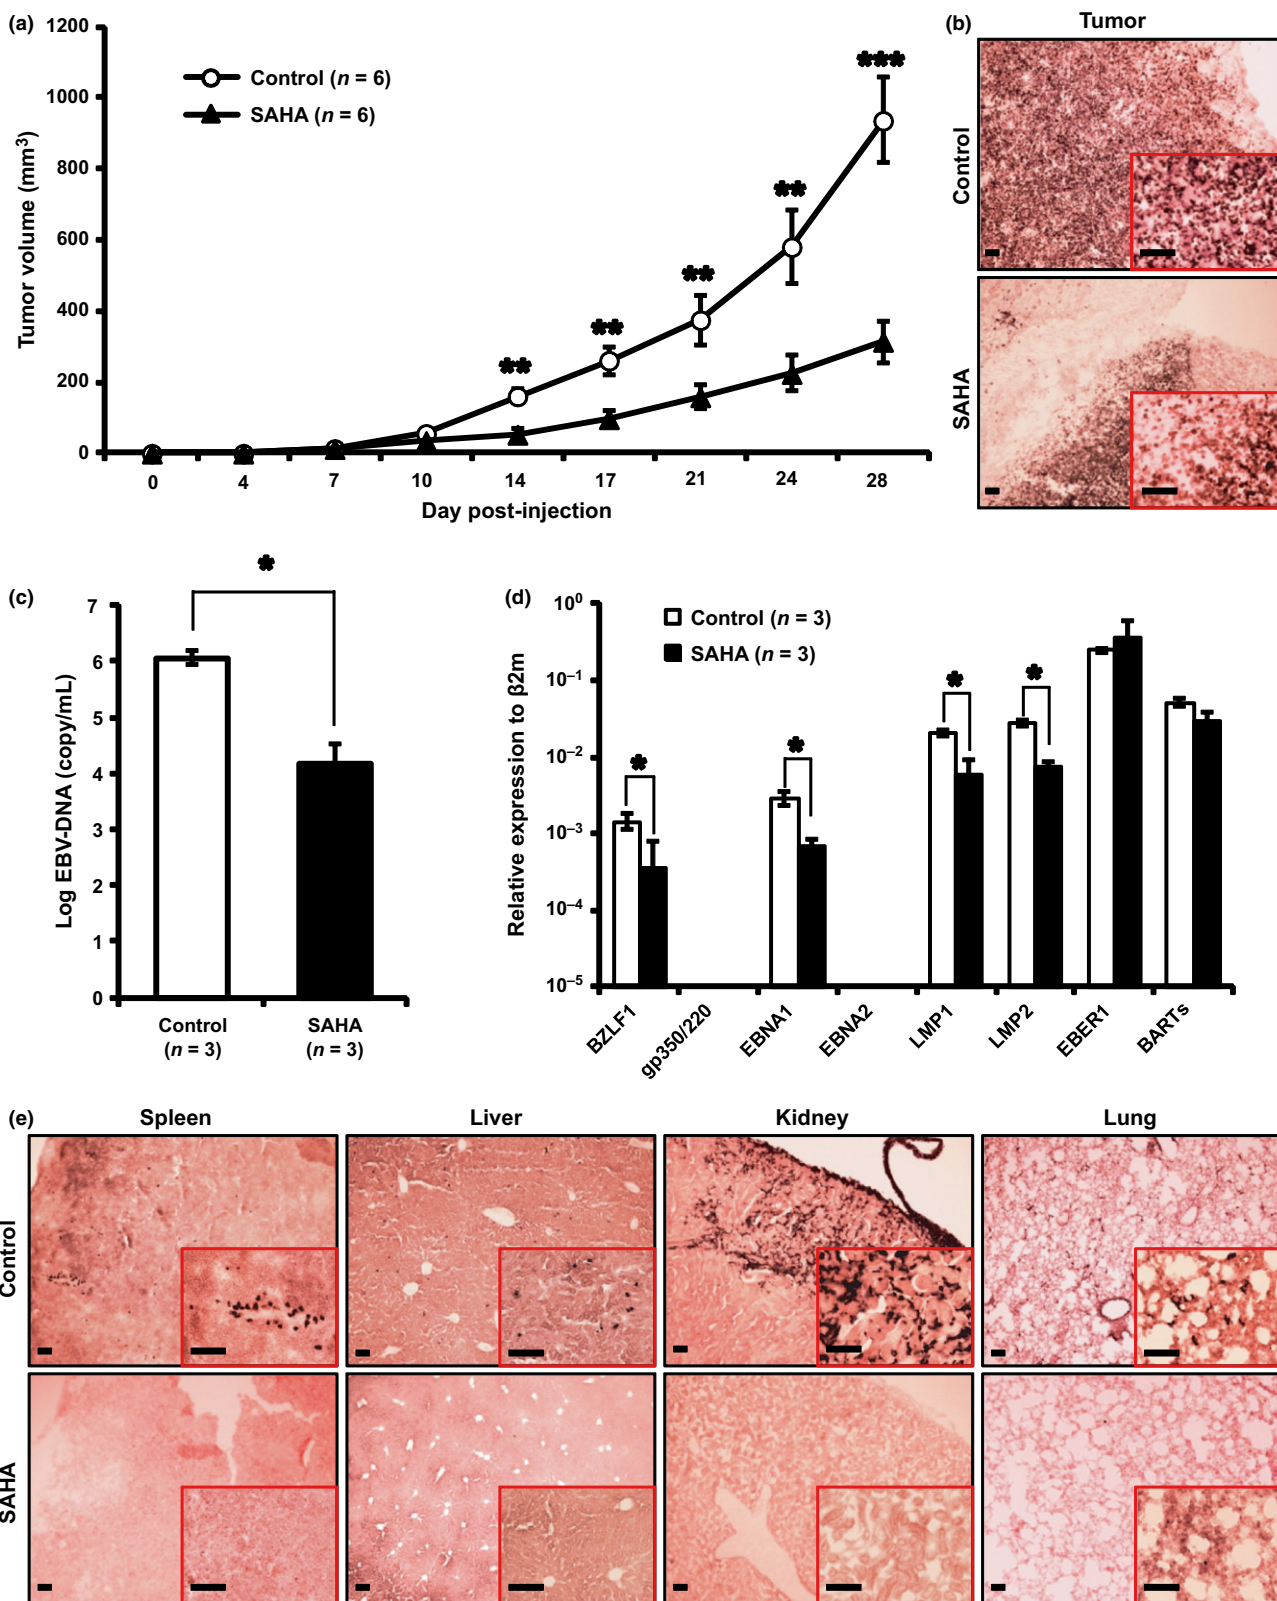 (a)
1200
1000
800
600
400
200
0
Tumor volume (mm³)
Control (n = 6)
SAHA (n = 6)
**
**
**
**
***
0 4 7 10 14 17 21 24 28
Day post-injection
(b)
Tumor
Control
SAHA
(c)
7
6
5
4
3
2
1
0
Log EBV-DNA (copy/mL)
*
Control
(n = 3)
SAHA
(n = 3)
(d)
10⁰
10⁻¹
10⁻²
10⁻³
10⁻⁴
10⁻⁵
Relative expression to β2m
Control (n = 3)
SAHA (n = 3)
*
*
*
*
BZLF1
gp350/220
EBNA1
EBNA2
LMP1
LMP2
EBER1
BARTs
(e)
Spleen Liver Kidney Lung
Control
SAHA